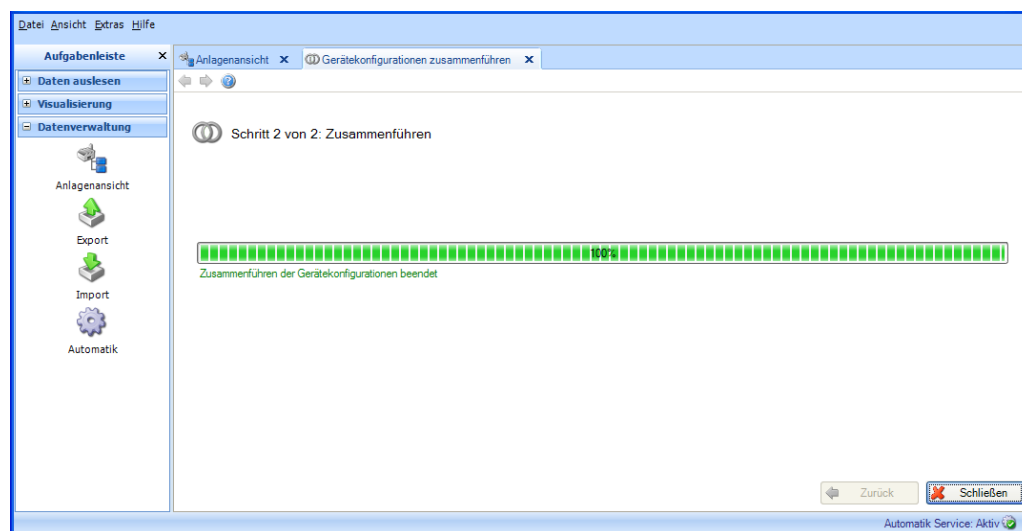 Datei Ansicht Extras Hilfe
Aufgabenleiste
Anlagenansicht
Gerätekonfigurationen zusammenführen
Daten auslesen
Visualisierung
Datenverwaltung
Schritt 2 von 2: Zusammenführen
Anlagenansicht
Export
Import
Automatik
100%
Zusammenführen der Gerätekonfigurationen beendet
Zurück
Schließen
Automatik Service: Aktiv